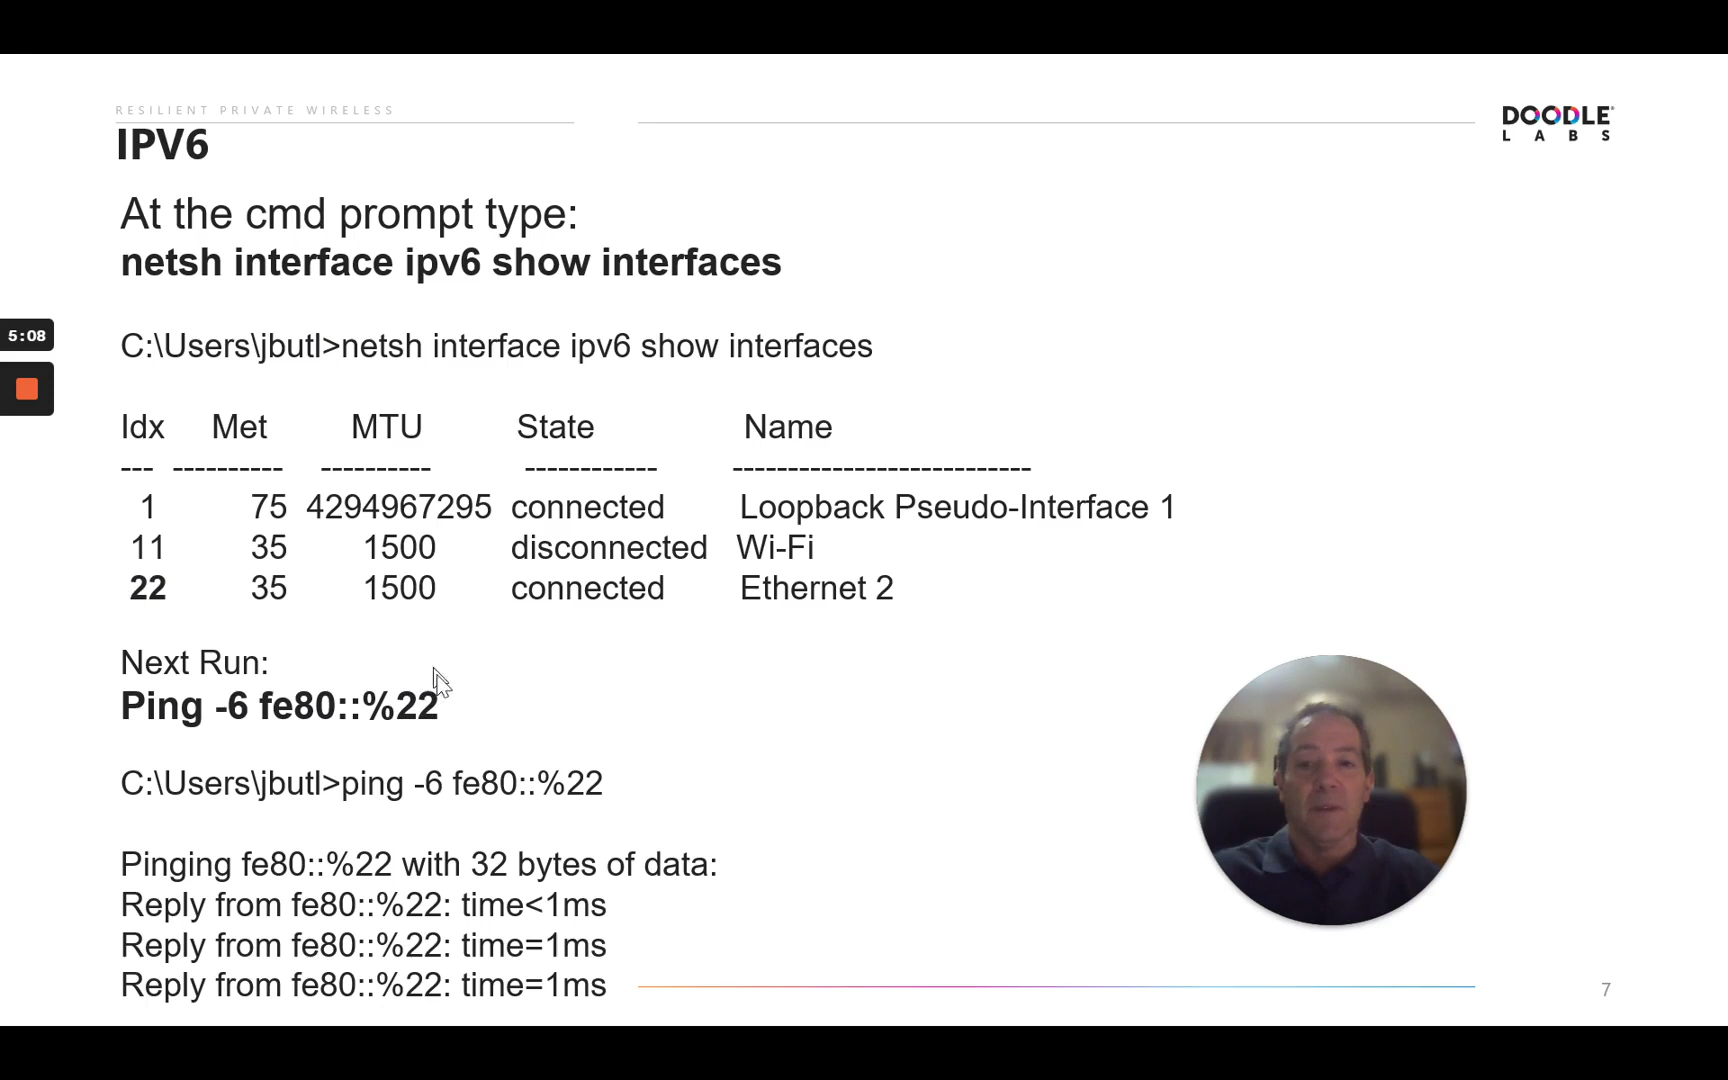 RESILIENT PRIVATE WIRELESS
DOODLE
LABS
IPV6
At the cmd prompt type:
netsh interface ipv6 show interfaces
5:08
C:\Users\jbutl>netsh interface ipv6 show interfaces
Idx Met MTU State Name
--- ---------- ---------- ------------ ---------------------------
1 75 4294967295 connected Loopback Pseudo-Interface 1
11 35 1500 disconnected Wi-Fi
22 35 1500 connected Ethernet 2
Next Run:
Ping -6 fe80::%22
C:\Users\jbutl>ping -6 fe80::%22
Pinging fe80::%22 with 32 bytes of data:
Reply from fe80::%22: time<1ms
Reply from fe80::%22: time=1ms
Reply from fe80::%22: time=1ms
7